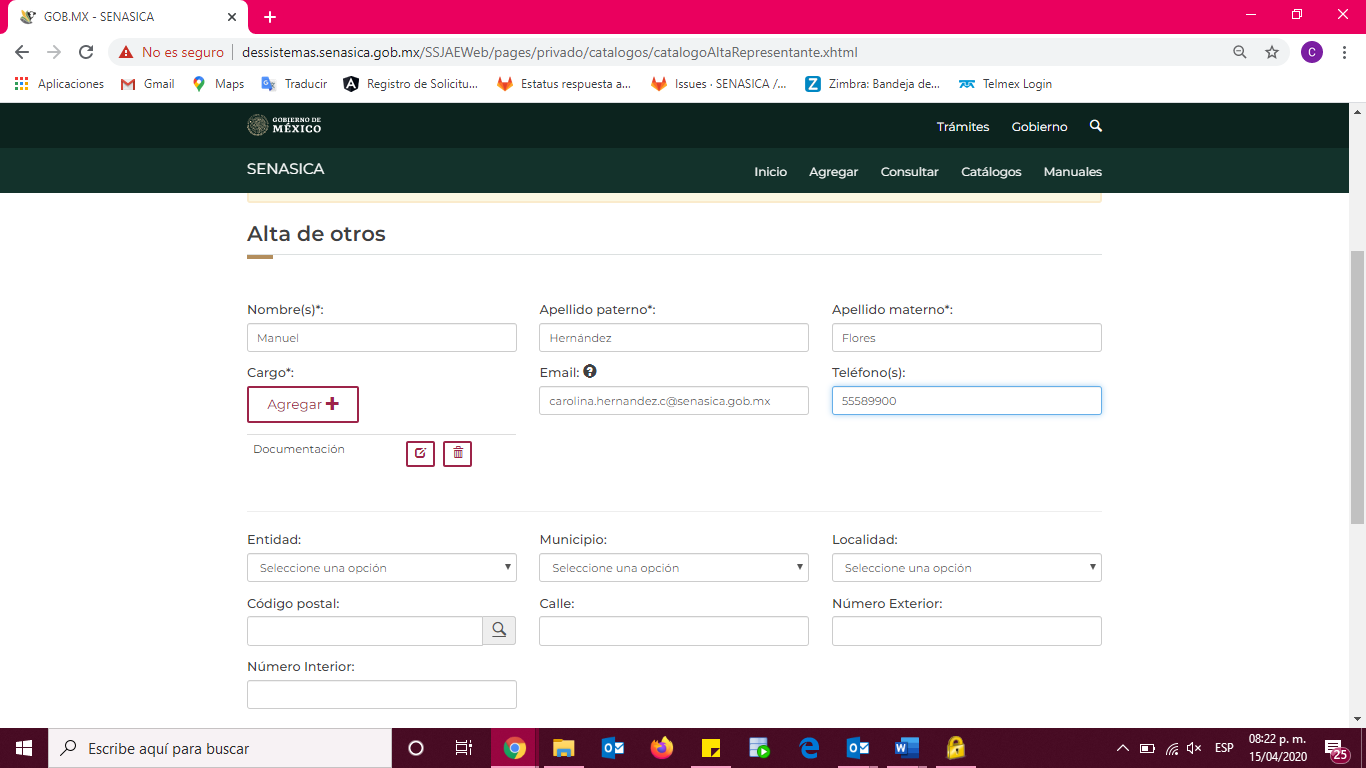 GOB.MX - SENASICA
No es seguro dessistemas.senasica.gob.mx/SSJAEWeb/pages/privado/catalogos/catalogoAltaRepresentante.xhtml
C
Aplicaciones Gmail Maps Traducir Registro de Solicitu... Estatus respuesta a... Issues · SENASICA /... Zimbra: Bandeja de... Telmex Login
GOBIERNO DE
MÉXICO
Trámites Gobierno
SENASICA
Inicio Agregar Consultar Catálogos Manuales
Alta de otros
Nombre(s)*: Apellido paterno*: Apellido materno*:
Manuel Hernández Flores
Cargo*: Email: Teléfono(s):
Agregar carolina.hernandez.c@senasica.gob.mx 55589900
Documentación
Entidad: Municipio: Localidad:
Seleccione una opción Seleccione una opción Seleccione una opción
Código postal: Calle: Número Exterior:
Número Interior:
Escribe aquí para buscar
ESP
08:22 p. m.
15/04/2020
25